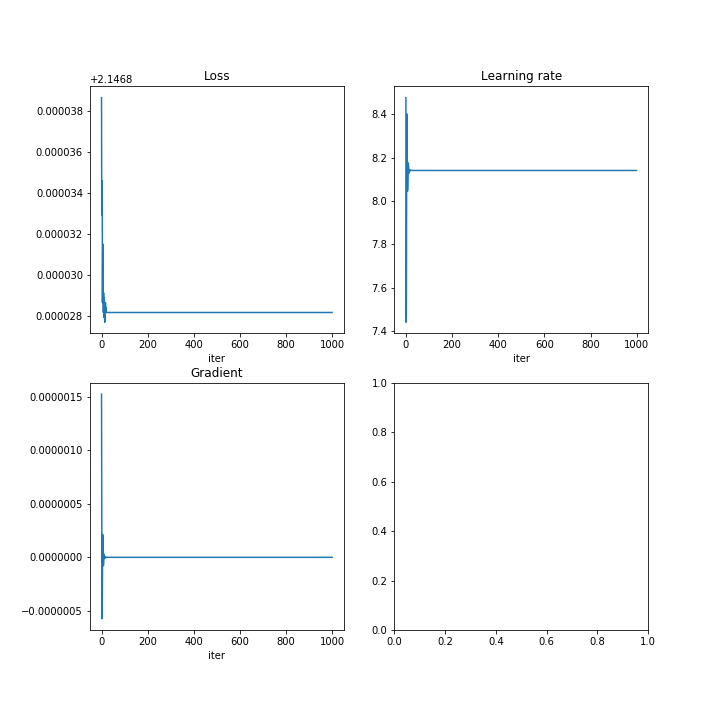 Loss
+2.1468
0.000038
0.000036
0.000034
0.000032
0.000030
0.000028
0 200 400 600 800 1000
iter
Learning rate
8.4
8.2
8.0
7.8
7.6
7.4
0 200 400 600 800 1000
iter
Gradient
0.0000015
0.0000010
0.0000005
0.0000000
−0.0000005
0 200 400 600 800 1000
iter
1.0
0.8
0.6
0.4
0.2
0.0
0.0 0.2 0.4 0.6 0.8 1.0